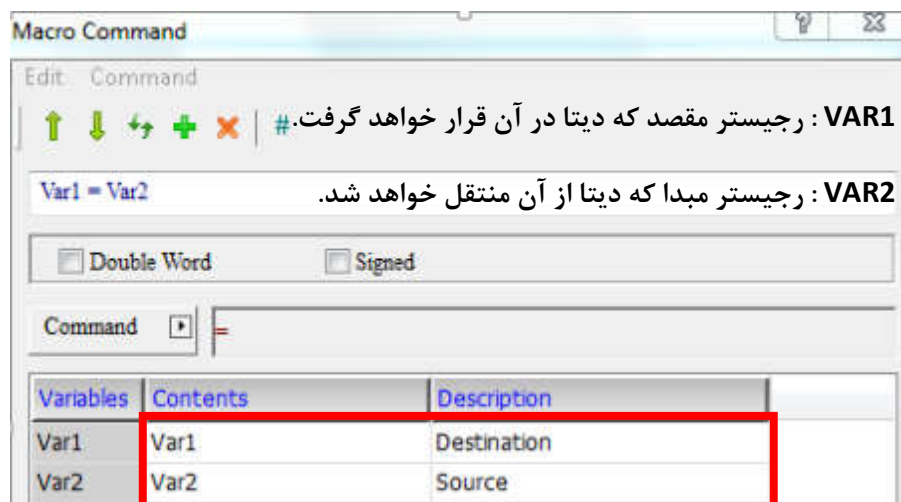 Macro Command
Edit Command
#
VAR1 : رجیستر مقصد که دیتا در آن قرار خواهد گرفت.
Var1 = Var2
VAR2 : رجیستر مبدا که دیتا از آن منتقل خواهد شد.
Double Word Signed
Command =
Variables Contents Description
Var1 Var1 Destination
Var2 Var2 Source